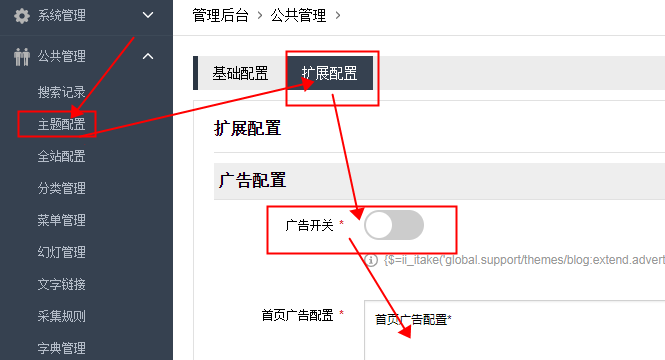 系统管理
公共管理
搜索记录
主题配置
全站配置
分类管理
菜单管理
幻灯管理
文字链接
采集规则
字典管理
管理后台 > 公共管理 >
基础配置 扩展配置
扩展配置
广告配置
广告开关 *
{$=ii_itake('global.support/themes/blog:extend.advert
首页广告配置 *
首页广告配置*